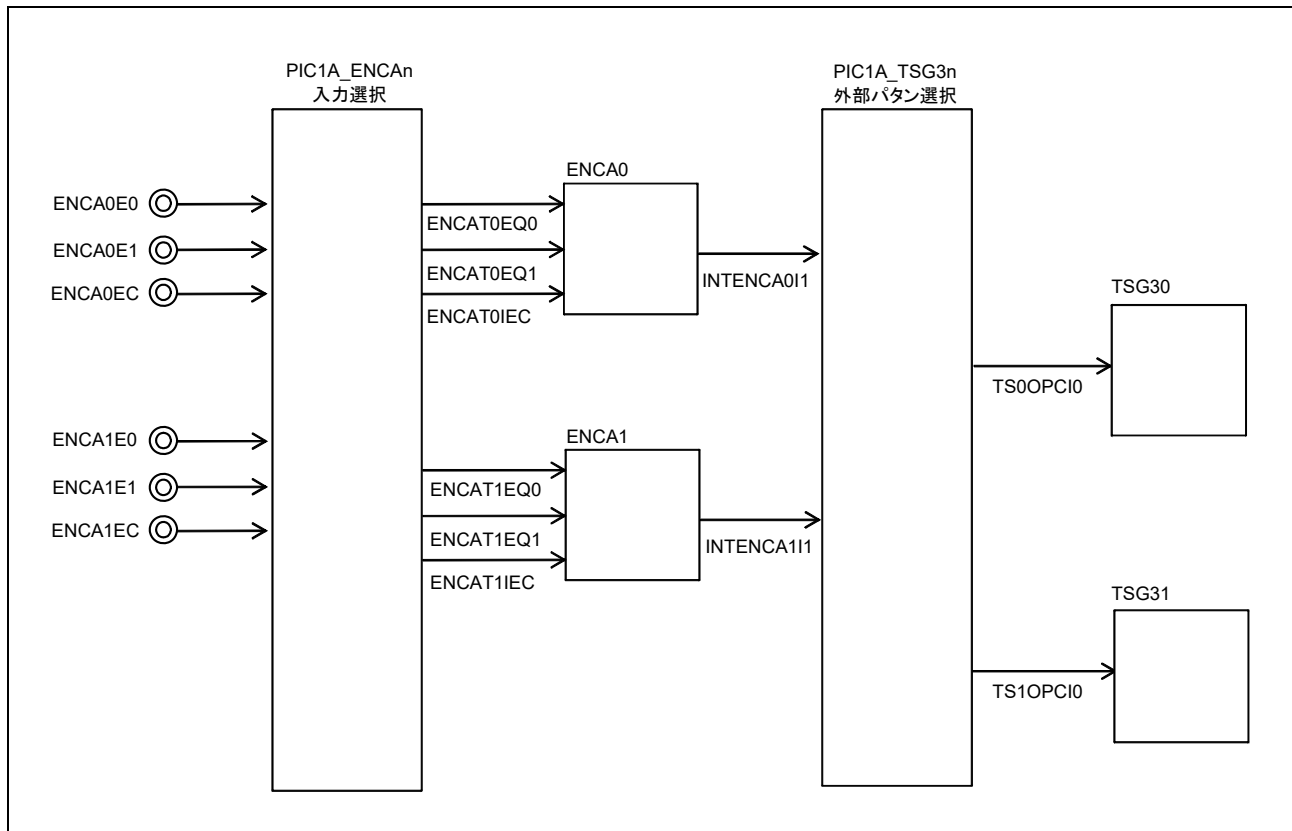 PIC1A_ENCAn
入力選択
PIC1A_TSG3n
外部パタン選択
ENCA0E0
ENCA0E1
ENCA0EC
ENCAT0EQ0
ENCAT0EQ1
ENCAT0IEC
ENCA0
INTENCA0I1
TSG30
TS0OPCI0
ENCA1E0
ENCA1E1
ENCA1EC
ENCAT1EQ0
ENCAT1EQ1
ENCAT1IEC
ENCA1
INTENCA1I1
TSG31
TS1OPCI0